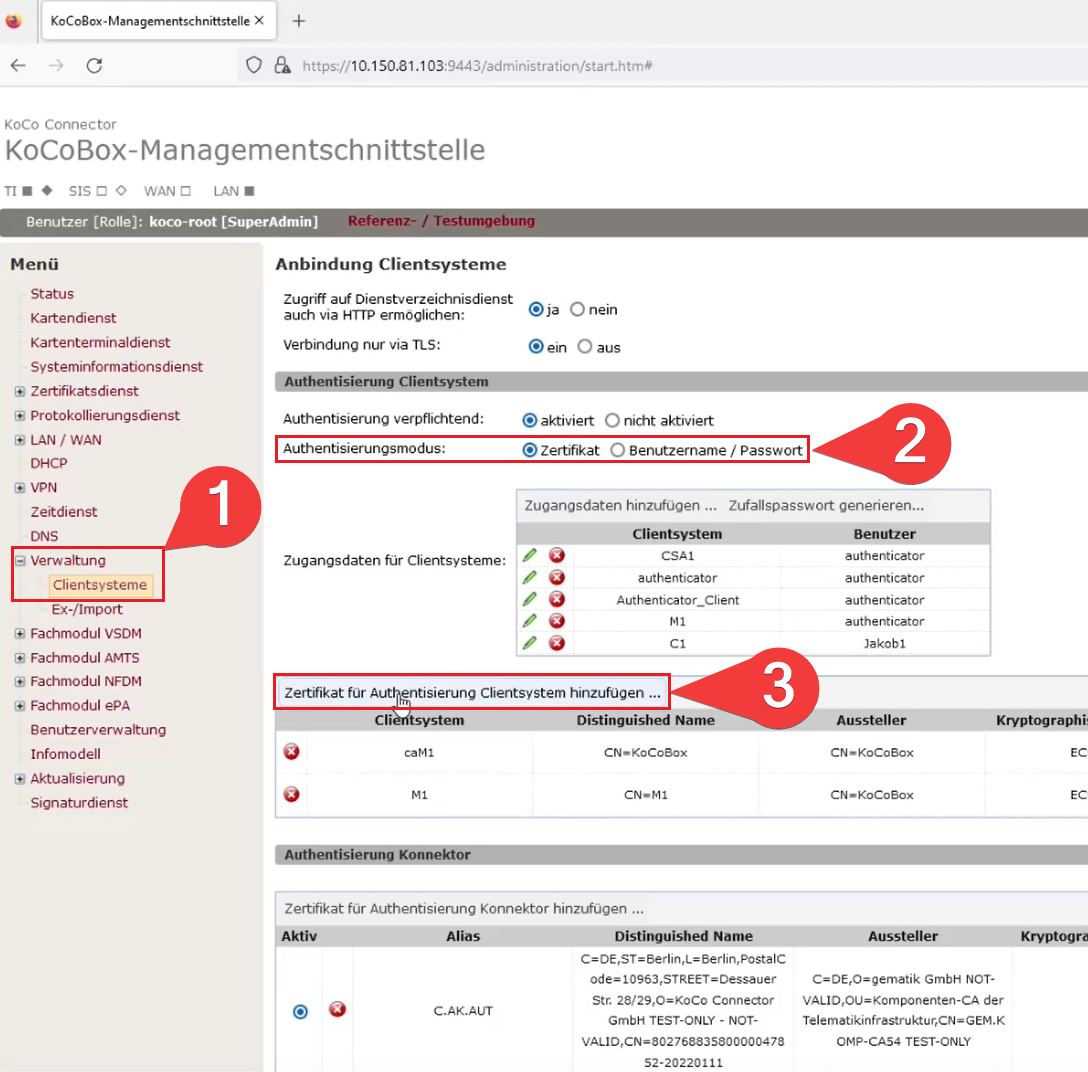 KoCoBox-Managementschnittstelle
https://10.150.81.103:9443/administration/start.htm#
KoCo Connector
KoCoBox-Managementschnittstelle
TI SIS WAN LAN
Benutzer [Rolle]: koco-root [SuperAdmin] Referenz- / Testumgebung
Menü
Status
Kartendienst
Kartenterminaldienst
Systeminformationsdienst
Zertifikatsdienst
Protokollierungsdienst
LAN / WAN
DHCP
VPN
Zeitdienst
DNS
1
Verwaltung
Clientsysteme
Ex-/Import
Fachmodul VSDM
Fachmodul AMTS
Fachmodul NFDM
Fachmodul ePA
Benutzerverwaltung
Infomodell
Aktualisierung
Signaturdienst
Anbindung Clientsysteme
Zugriff auf Dienstverzeichnisdienst
auch via HTTP ermöglichen: ja nein
Verbindung nur via TLS: ein aus
Authentisierung Clientsystem
Authentisierung verpflichtend: aktiviert nicht aktiviert
Authentisierungsmodus: Zertifikat Benutzername / Passwort
2
Zugangsdaten hinzufügen ... Zufallspasswort generieren...
Clientsystem Benutzer
Zugangsdaten für Clientsysteme:
CSA1 authenticator
authenticator authenticator
Authenticator_Client authenticator
M1 authenticator
C1 Jakob1
Zertifikat für Authentisierung Clientsystem hinzufügen ...
3
Clientsystem Distinguished Name Aussteller Kryptographis
caM1 CN=KoCoBox CN=KoCoBox EC
M1 CN=M1 CN=KoCoBox EC
Authentisierung Konnektor
Zertifikat für Authentisierung Konnektor hinzufügen ...
Aktiv Alias Distinguished Name Aussteller Kryptogra
C.AK.AUT
C=DE,ST=Berlin,L=Berlin,PostalC
ode=10963,STREET=Dessauer
Str. 28/29,O=KoCo Connector
GmbH TEST-ONLY - NOT-
VALID,CN=802768835800000478
52-20220111
C=DE,O=gematik GmbH NOT-
VALID,OU=Komponenten-CA der
Telematikinfrastruktur,CN=GEM.K
OMP-CA54 TEST-ONLY